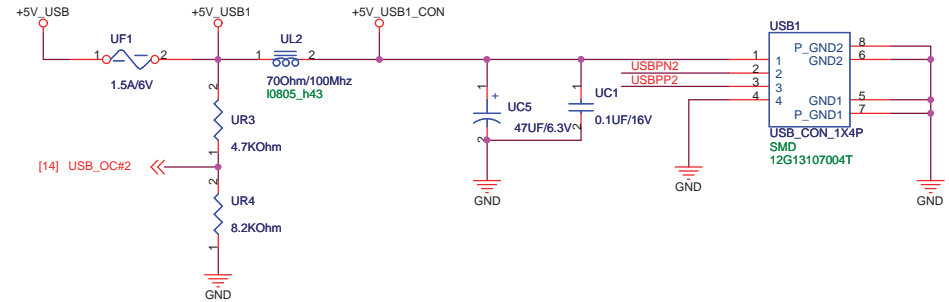 +5V_USB
+5V_USB1
+5V_USB1_CON
UF1
1
2
1.5A/6V
UL2
1
2
70Ohm/100Mhz
l0805_h43
USB1
P_GND2
GND2
8
6
1
2
3
4
1
2
3
4
USBPN2
USBPP2
GND1
P_GND1
5
7
USB_CON_1X4P
SMD
12G13107004T
2
UR3
1
4.7KOhm
1
+
UC5
2
47UF/6.3V
1
UC1
2
0.1UF/16V
[14] USB_OC#2
2
UR4
1
8.2KOhm
GND
GND
GND
GND